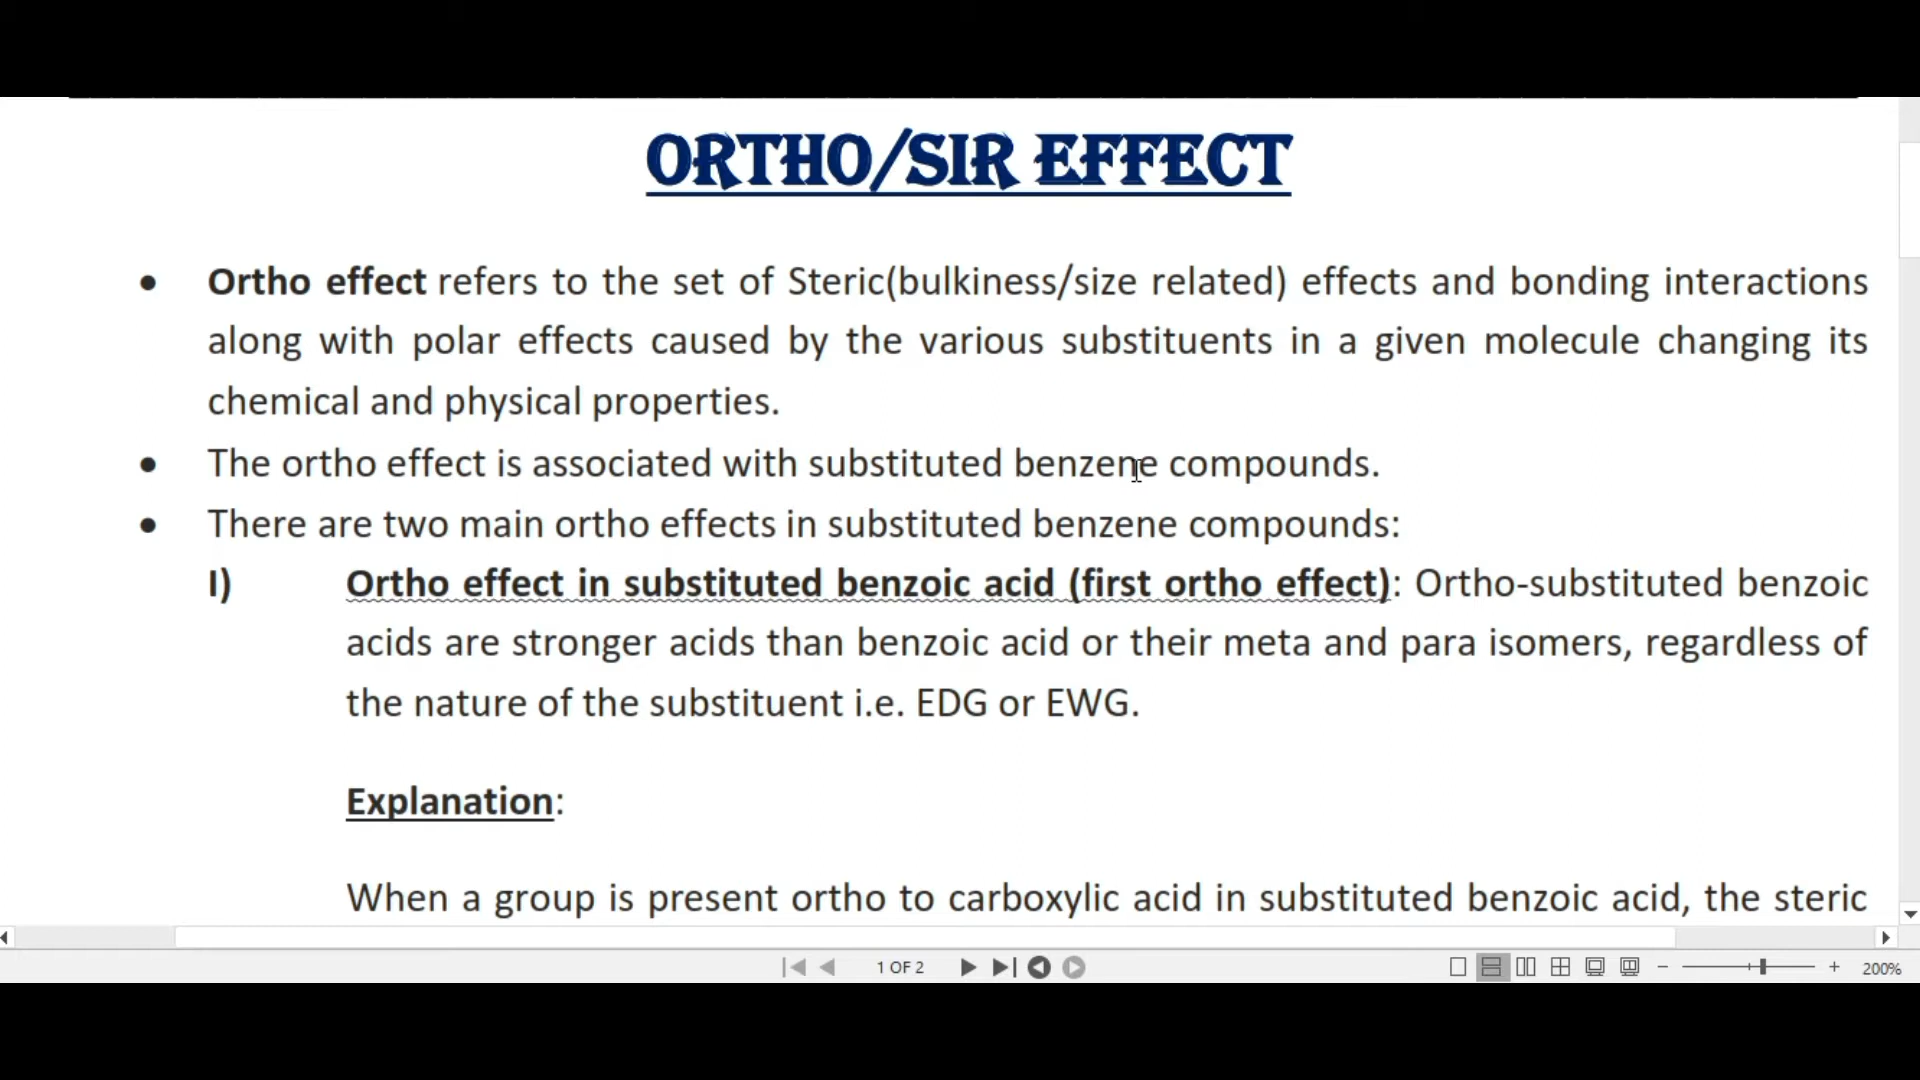 ORTHO/SIR EFFECT
• Ortho effect refers to the set of Steric(bulkiness/size related) effects and bonding interactions
along with polar effects caused by the various substituents in a given molecule changing its
chemical and physical properties.
• The ortho effect is associated with substituted benzene compounds.
• There are two main ortho effects in substituted benzene compounds:
I) Ortho effect in substituted benzoic acid (first ortho effect): Ortho-substituted benzoic
acids are stronger acids than benzoic acid or their meta and para isomers, regardless of
the nature of the substituent i.e. EDG or EWG.
Explanation:
When a group is present ortho to carboxylic acid in substituted benzoic acid, the steric
1 OF 2
200%